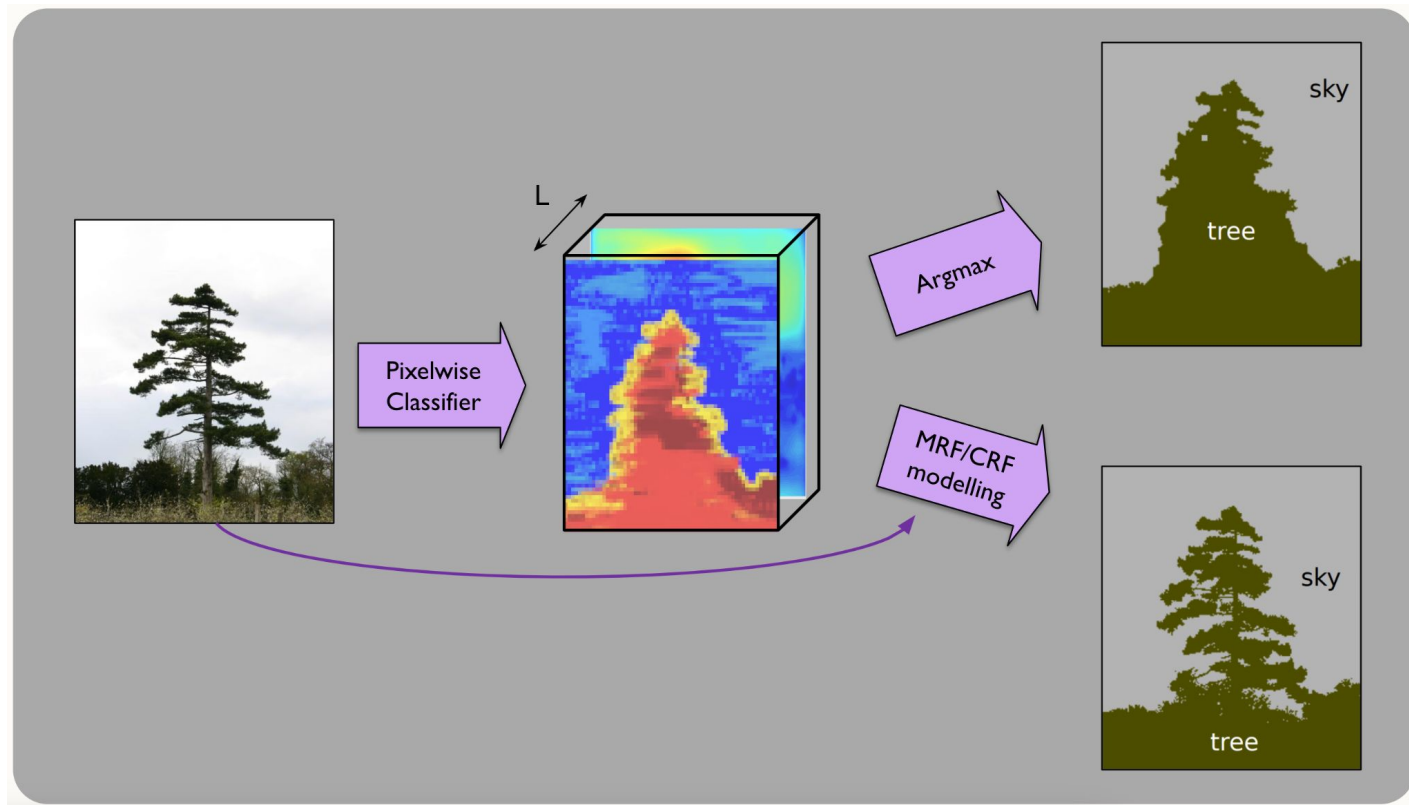 L
Pixelwise
Classifier
Argmax
MRF/CRF
modelling
sky
tree
sky
tree